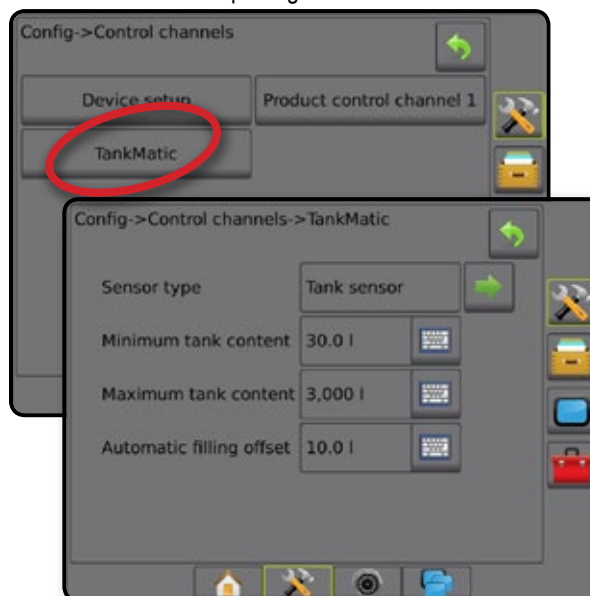 Config->Control channels
Device setup Product control channel 1
TankMatic
Config->Control channels->TankMatic
Sensor type Tank sensor
Minimum tank content 30.0 l
Maximum tank content 3,000 l
Automatic filling offset 10.0 l